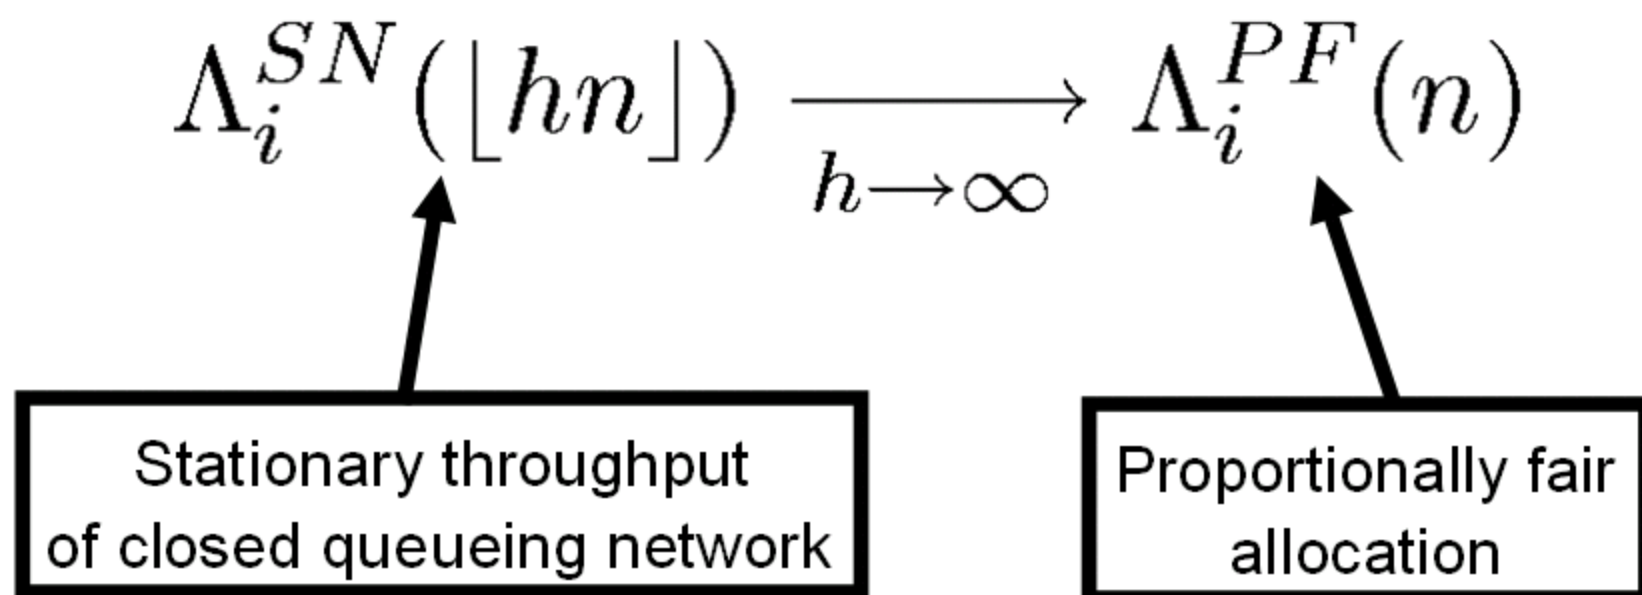 Λ_i^{SN}(⌊hn⌋) ⟶_{h→∞} Λ_i^{PF}(n)
Stationary throughput
of closed queueing network
Proportionally fair
allocation